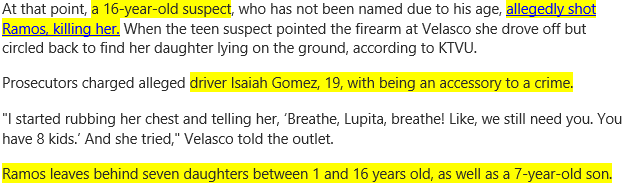 At that point, a 16-year-old suspect, who has not been named due to his age, allegedly shot
Ramos, killing her. When the teen suspect pointed the firearm at Velasco she drove off but
circled back to find her daughter lying on the ground, according to KTVU.
Prosecutors charged alleged driver Isaiah Gomez, 19, with being an accessory to a crime.
"I started rubbing her chest and telling her, ‘Breathe, Lupita, breathe! Like, we still need you. You
have 8 kids.’ And she tried," Velasco told the outlet.
Ramos leaves behind seven daughters between 1 and 16 years old, as well as a 7-year-old son.